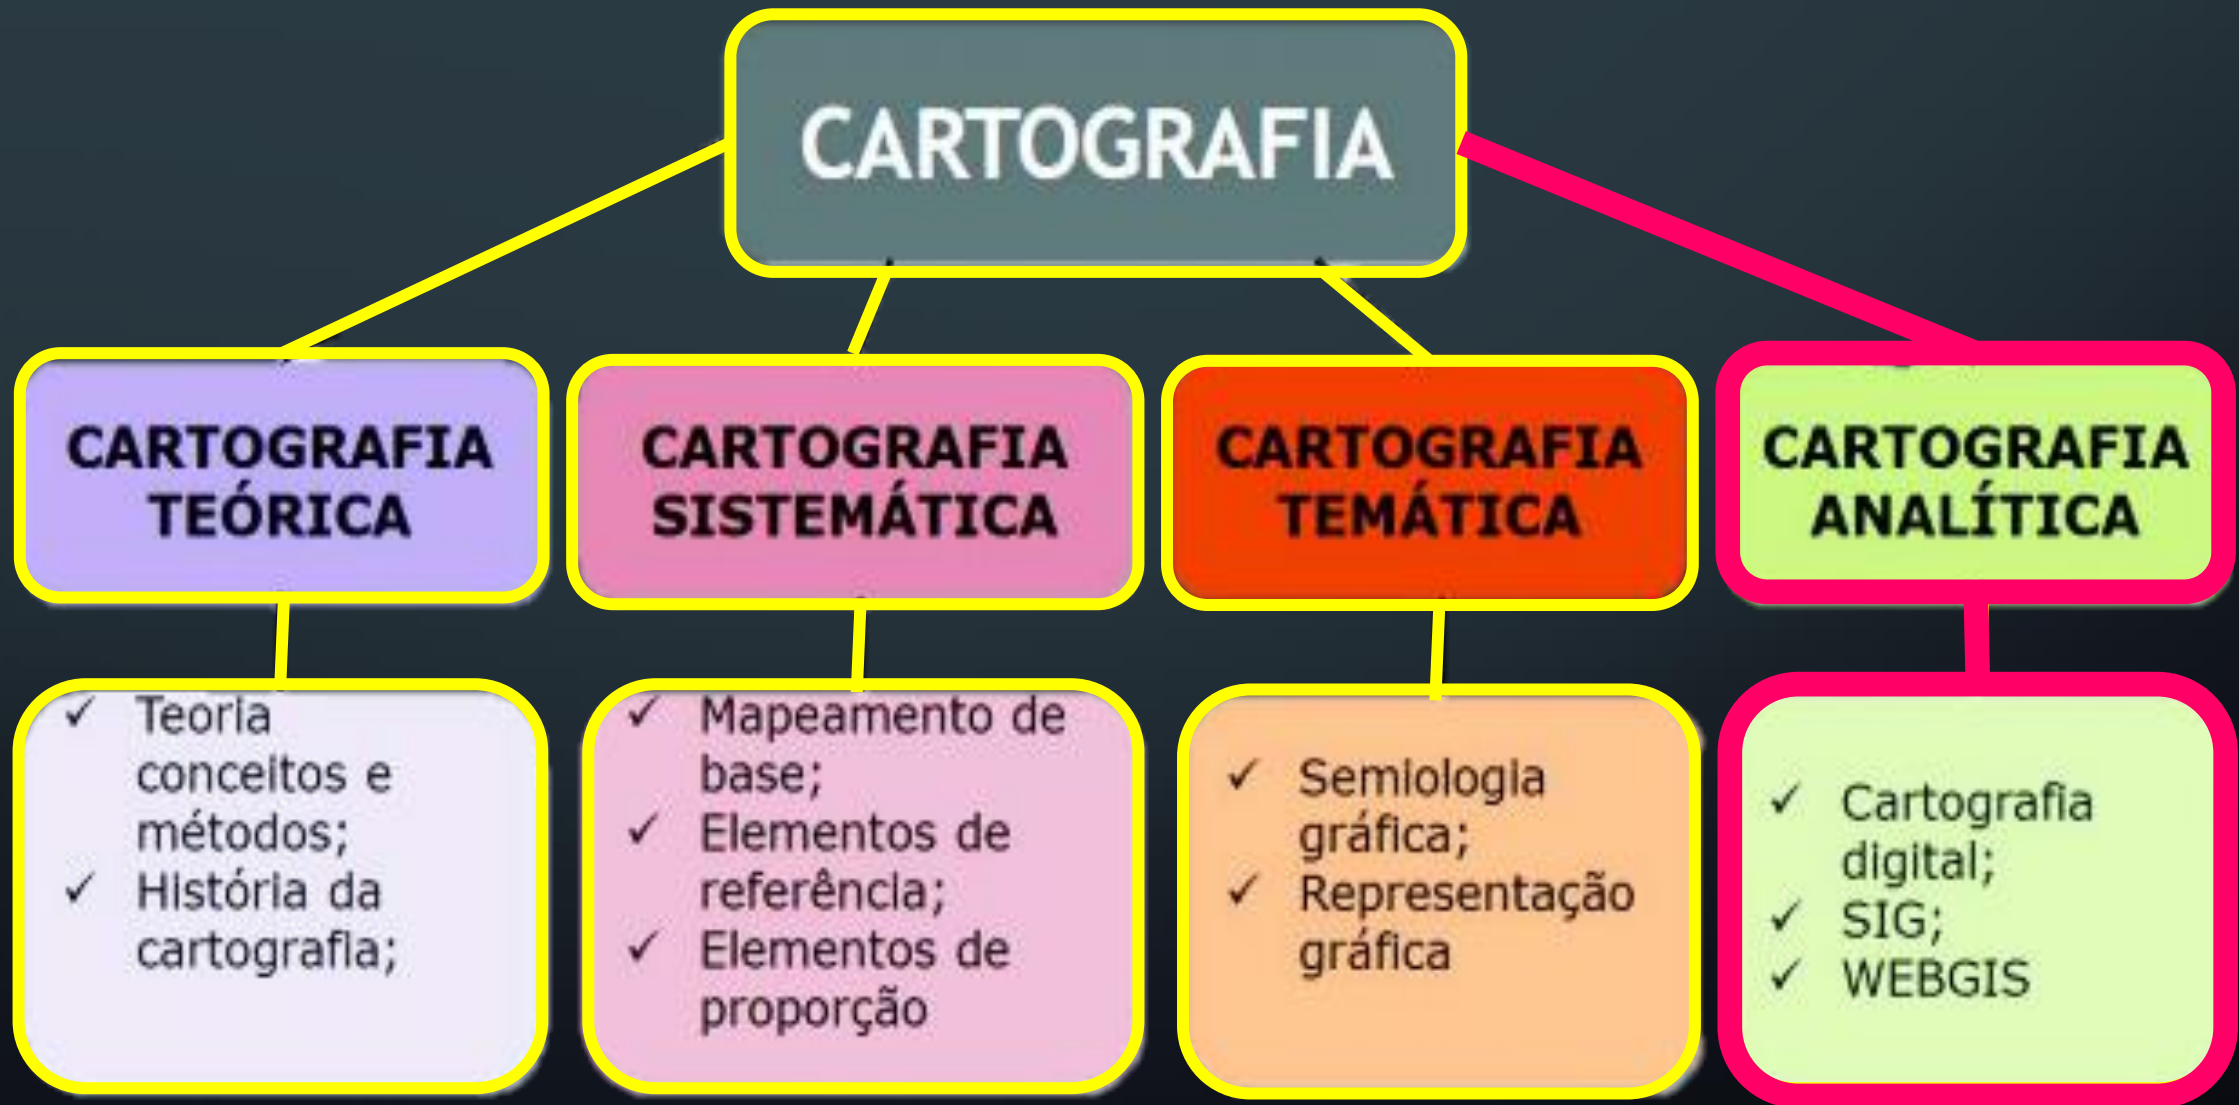 CARTOGRAFIA
CARTOGRAFIA
TEÓRICA
CARTOGRAFIA
SISTEMÁTICA
CARTOGRAFIA
TEMÁTICA
CARTOGRAFIA
ANALÍTICA
✓ Teoria
conceitos e
métodos;
✓ História da
cartografia;
✓ Mapeamento de
base;
✓ Elementos de
referência;
✓ Elementos de
proporção
✓ Semiologia
gráfica;
✓ Representação
gráfica
✓ Cartografia
digital;
✓ SIG;
✓ WEBGIS